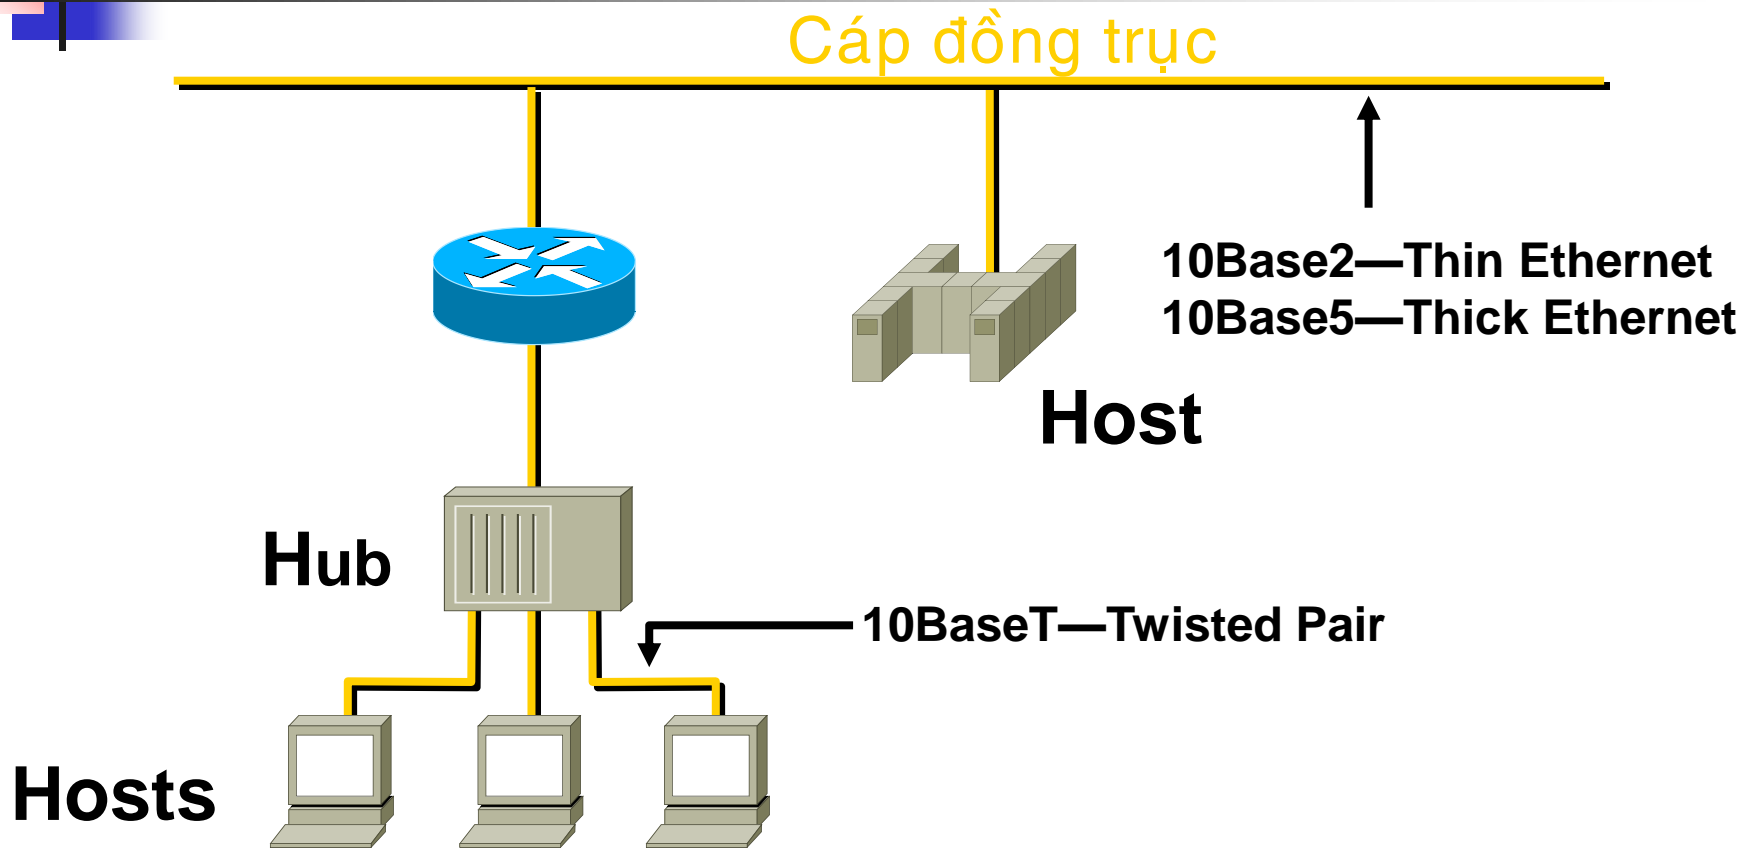 Cáp đồng trục
10Base2—Thin Ethernet
10Base5—Thick Ethernet
Host
Hub
10BaseT—Twisted Pair
Hosts